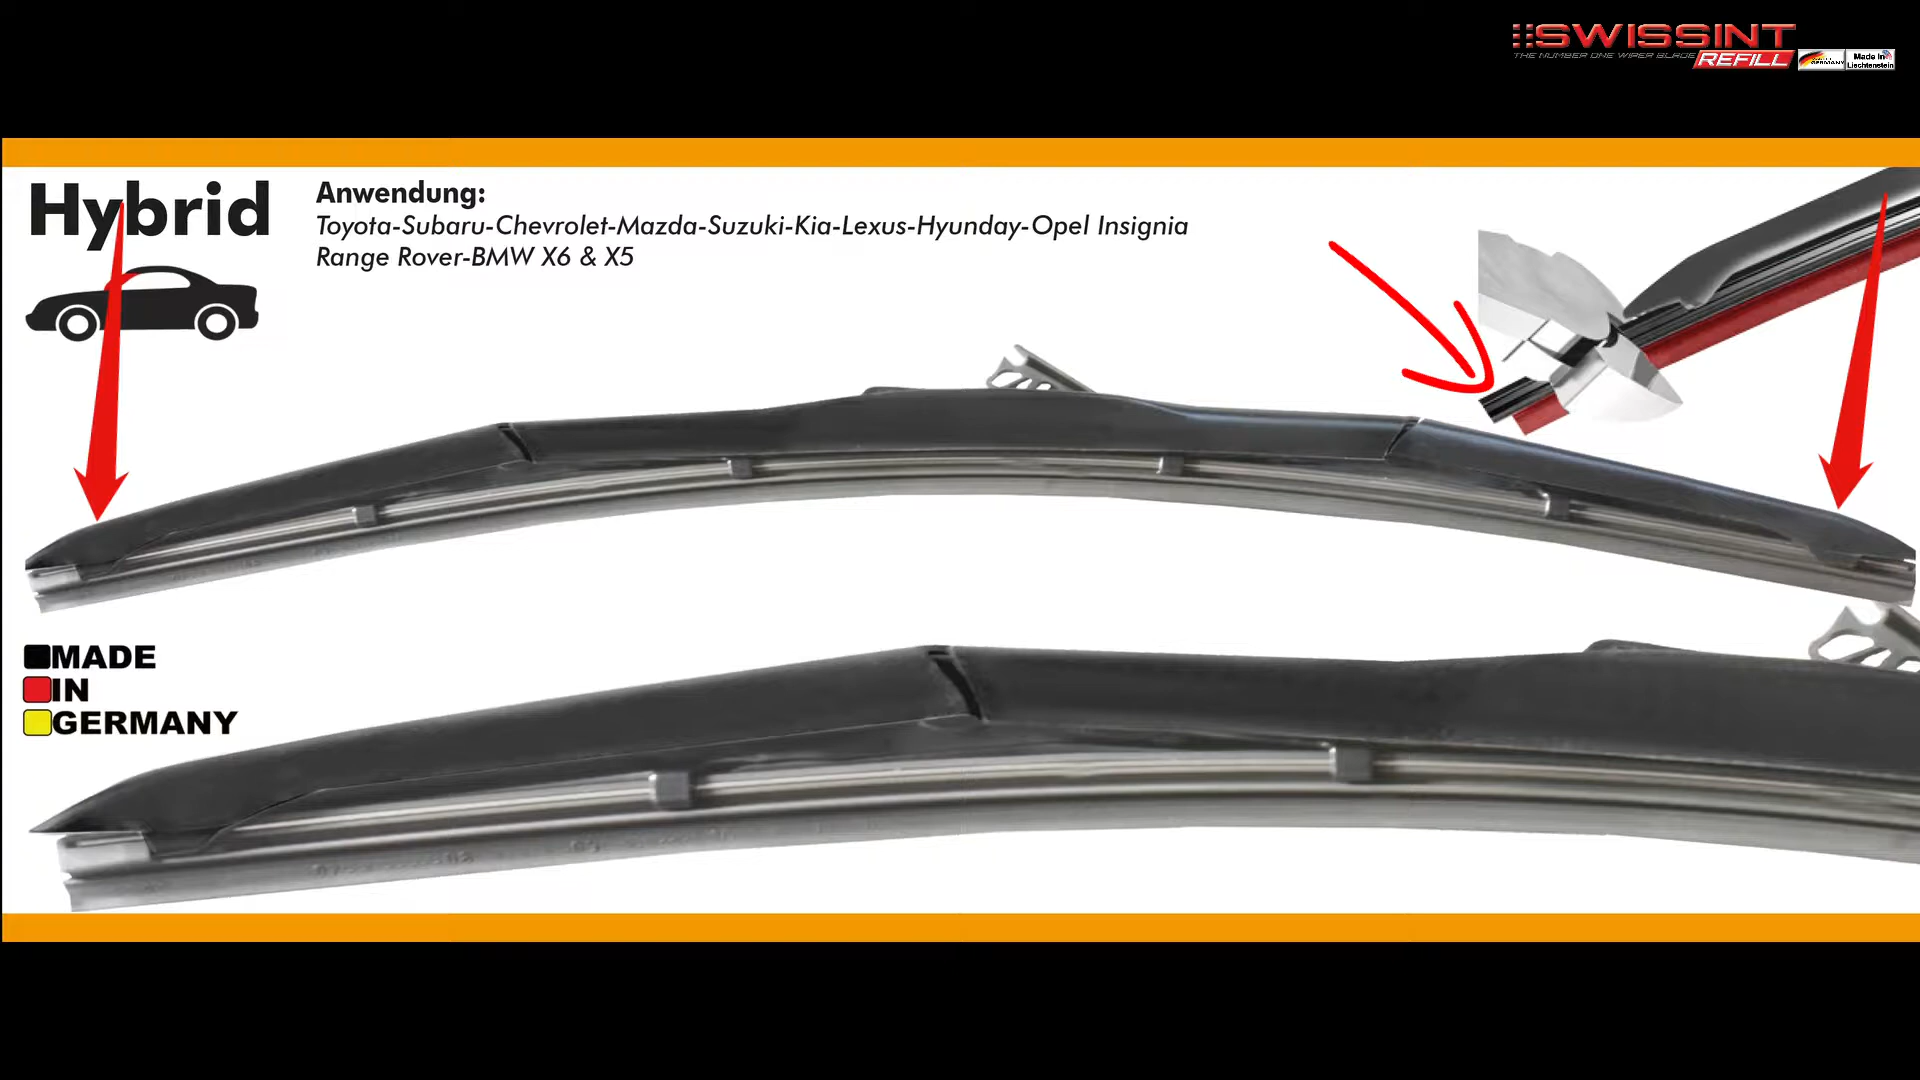 SWISSINT
THE NUMBER ONE WIPER BLADE
REFILL
GERMANY
Made in
Liechtenstein
Hybrid
Anwendung:
Toyota-Subaru-Chevrolet-Mazda-Suzuki-Kia-Lexus-Hyunday-Opel Insignia
Range Rover-BMW X6 & X5
MADE
IN
GERMANY